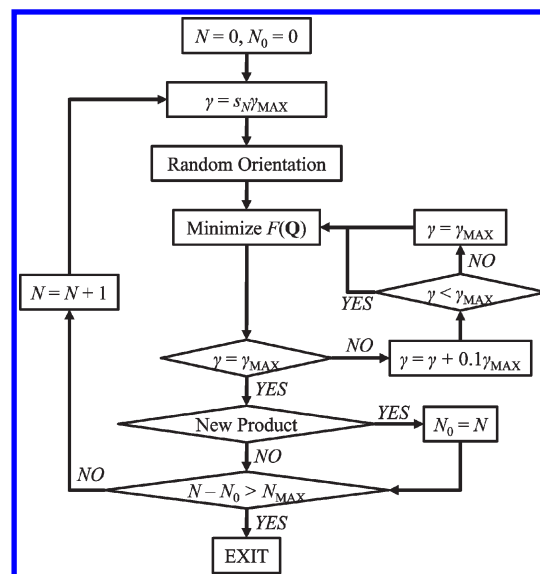 N = 0, N₀ = 0
γ = s_Nγ_MAX
Random Orientation
Minimize F(Q)
γ = γ_MAX
NO
N = N + 1
YES
γ < γ_MAX
γ = γ_MAX
NO
γ = γ + 0.1γ_MAX
YES
New Product
YES
N₀ = N
NO
NO
N – N₀ > N_MAX
YES
EXIT